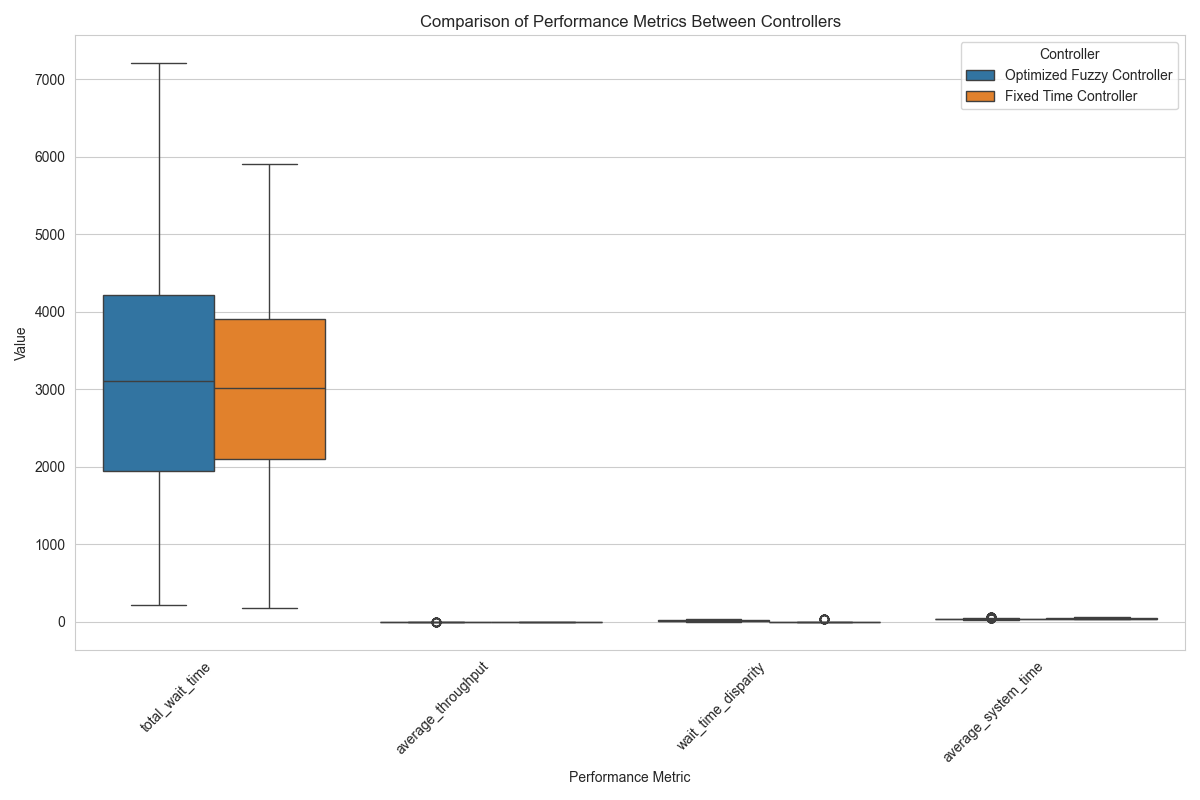 Comparison of Performance Metrics Between Controllers
Controller
Optimized Fuzzy Controller
Fixed Time Controller
Value
7000
6000
5000
4000
3000
2000
1000
0
total_wait_time
average_throughput
wait_time_disparity
average_system_time
Performance Metric